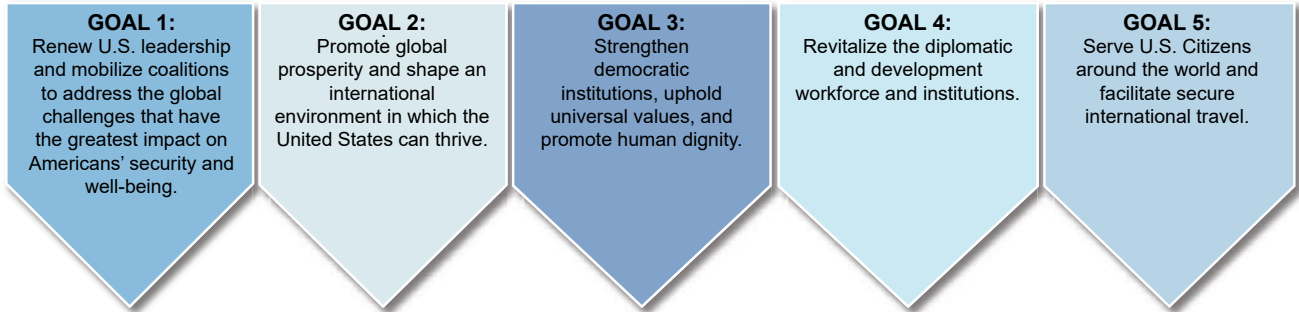 GOAL 1:
Renew U.S. leadership
and mobilize coalitions
to address the global
challenges that have
the greatest impact on
Americans’ security and
well-being.
GOAL 2:
Promote global
prosperity and shape an
international
environment in which the
United States can thrive.
GOAL 3:
Strengthen
democratic
institutions, uphold
universal values, and
promote human dignity.
GOAL 4:
Revitalize the diplomatic
and development
workforce and institutions.
GOAL 5:
Serve U.S. Citizens
around the world and
facilitate secure
international travel.